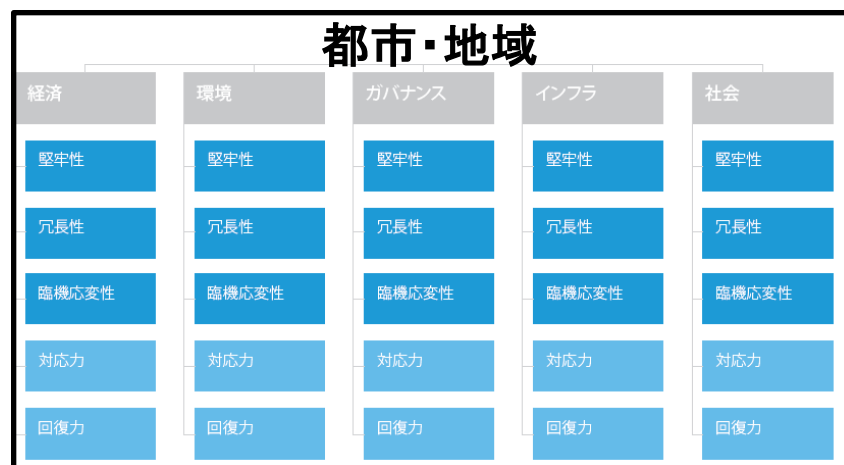 都市・地域
経済
環境
ガバナンス
インフラ
社会
堅牢性
堅牢性
堅牢性
堅牢性
堅牢性
冗長性
冗長性
冗長性
冗長性
冗長性
臨機応変性
臨機応変性
臨機応変性
臨機応変性
臨機応変性
対応力
対応力
対応力
対応力
対応力
回復力
回復力
回復力
回復力
回復力